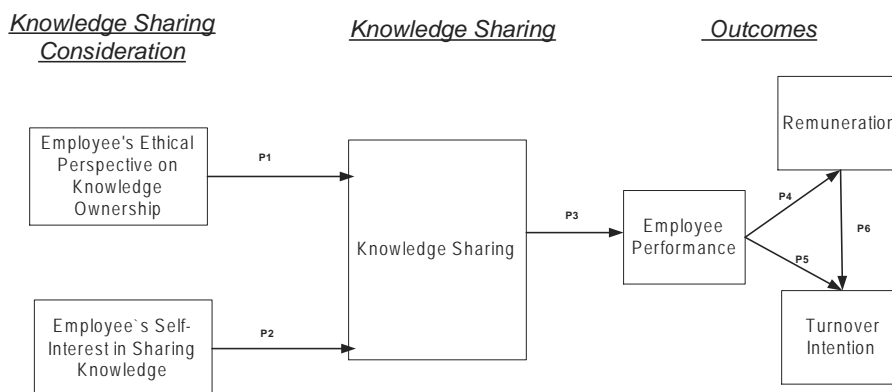 Knowledge Sharing
Consideration
Knowledge Sharing
Outcomes
Employee's Ethical
Perspective on
Knowledge
Ownership
P1
Employee`s Self-
Interest in Sharing
Knowledge
P2
Knowledge Sharing
P3
Employee
Performance
P4
P5
Remuneration
P6
Turnover
Intention